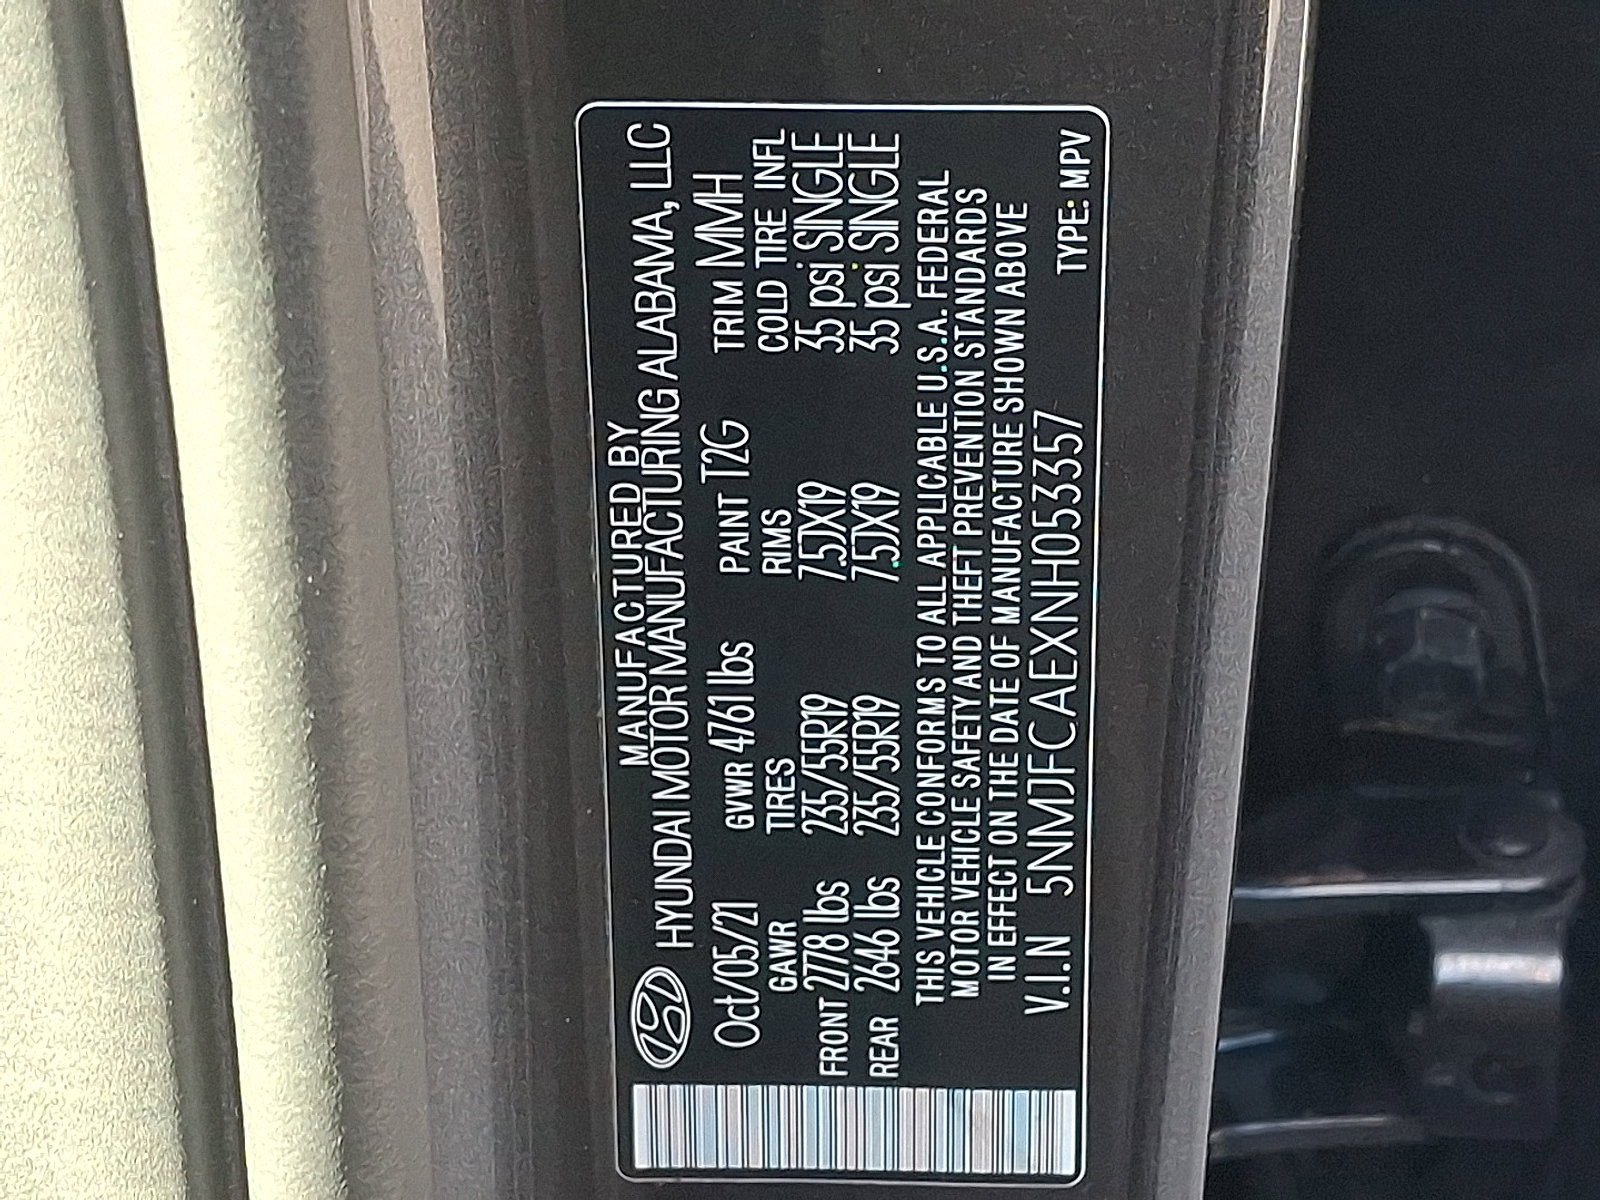 MANUFACTURED BY
HYUNDAI MOTOR MANUFACTURING ALABAMA, LLC
Oct/05/21 GVWR 4761 lbs PAINT T2G TRIM MMH
GAWR TIRES RIMS COLD TIRE INFL
FRONT 2778 lbs 235/55R19 7.5JX19 35 psi SINGLE
REAR 2646 lbs 235/55R19 7.5JX19 35 psi SINGLE
THIS VEHICLE CONFORMS TO ALL APPLICABLE U.S.A. FEDERAL
MOTOR VEHICLE SAFETY AND THEFT PREVENTION STANDARDS
IN EFFECT ON THE DATE OF MANUFACTURE SHOWN ABOVE
V.I.N 5NMJFCAEXNH053357 TYPE: MPV